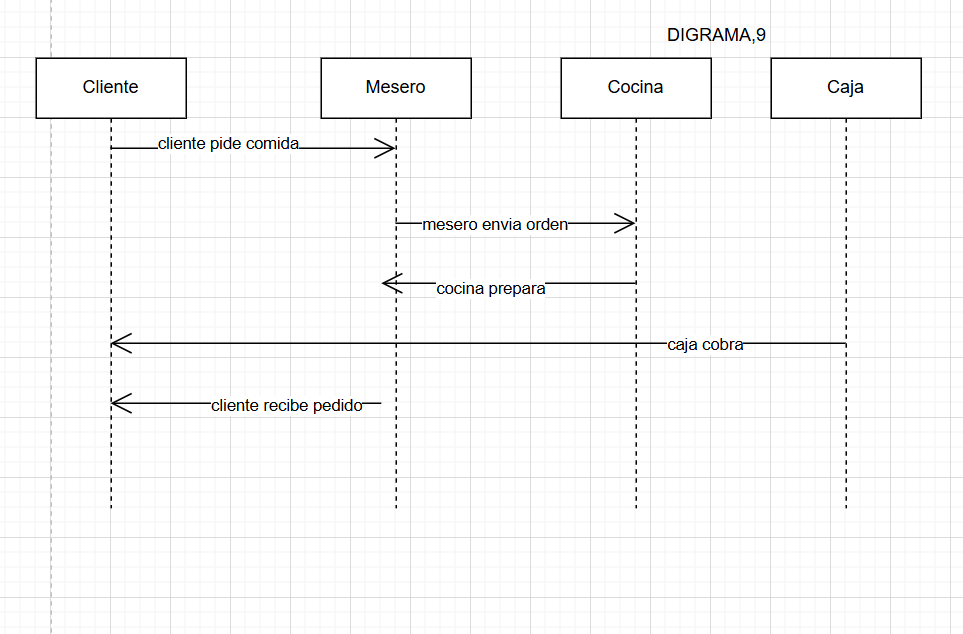 DIGRAMA,9
Cliente
Mesero
Cocina
Caja
cliente pide comida
mesero envia orden
cocina prepara
caja cobra
cliente recibe pedido